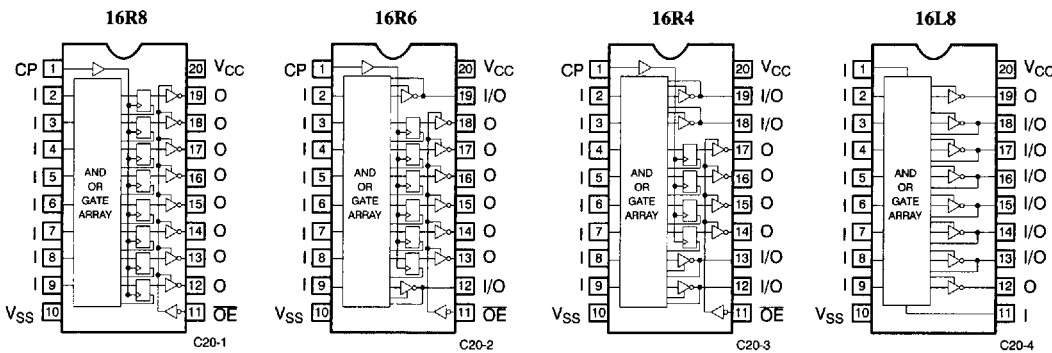 16R8
CP 1 20 VCC
I 2 19 O
I 3 18 O
I 4 17 O
I 5 16 O
I 6 15 O
I 7 14 O
I 8 13 O
I 9 12 O
VSS 10 11 OE
AND
OR
GATE
ARRAY
C20-1
16R6
CP 1 20 VCC
I 2 19 I/O
I 3 18 O
I 4 17 O
I 5 16 O
I 6 15 O
I 7 14 O
I 8 13 O
I 9 12 I/O
VSS 10 11 OE
AND
OR
GATE
ARRAY
C20-2
16R4
CP 1 20 VCC
I 2 19 I/O
I 3 18 I/O
I 4 17 O
I 5 16 O
I 6 15 O
I 7 14 O
I 8 13 I/O
I 9 12 I/O
VSS 10 11 OE
AND
OR
GATE
ARRAY
C20-3
16L8
I 1 20 VCC
I 2 19 O
I 3 18 I/O
I 4 17 I/O
I 5 16 I/O
I 6 15 I/O
I 7 14 I/O
I 8 13 I/O
I 9 12 O
VSS 10 11 I
AND
OR
GATE
ARRAY
C20-4